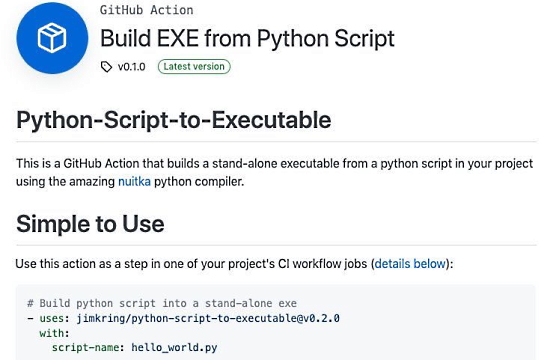 GitHub Action
Build EXE from Python Script
v0.1.0 Latest version
Python-Script-to-Executable
This is a GitHub Action that builds a stand-alone executable from a python script in your project
using the amazing nuitka python compiler.
Simple to Use
Use this action as a step in one of your project's CI workflow jobs (details below):
# Build python script into a stand-alone exe
- uses: jimkring/python-script-to-executable@v0.2.0
with:
script-name: hello_world.py